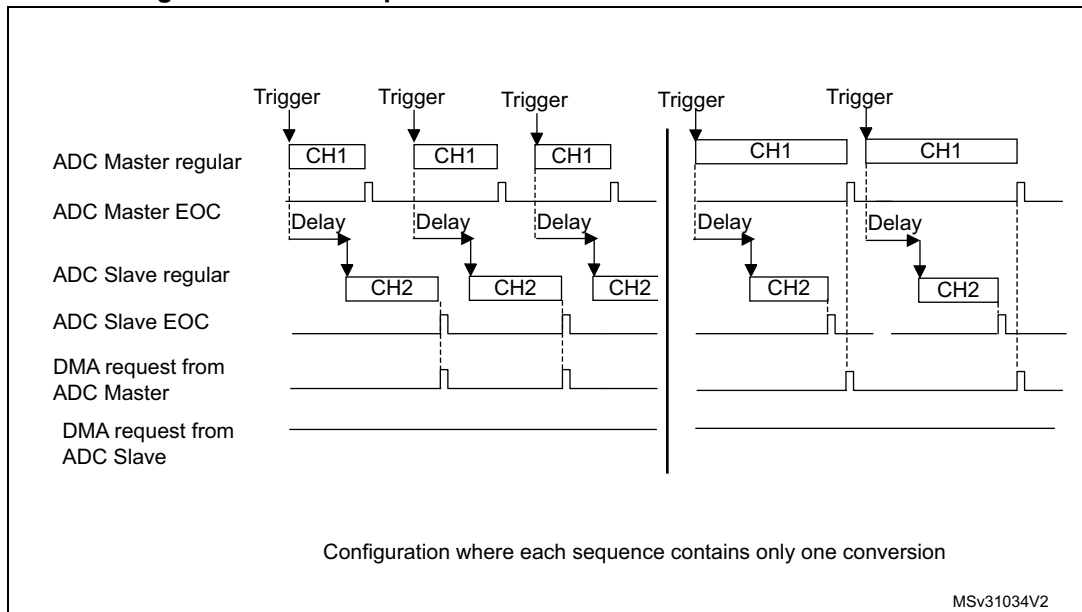 Trigger Trigger Trigger Trigger Trigger
ADC Master regular CH1 CH1 CH1 CH1 CH1
ADC Master EOC
Delay Delay Delay Delay Delay
ADC Slave regular CH2 CH2 CH2 CH2 CH2
ADC Slave EOC
DMA request from
ADC Master
DMA request from
ADC Slave
Configuration where each sequence contains only one conversion
MSv31034V2